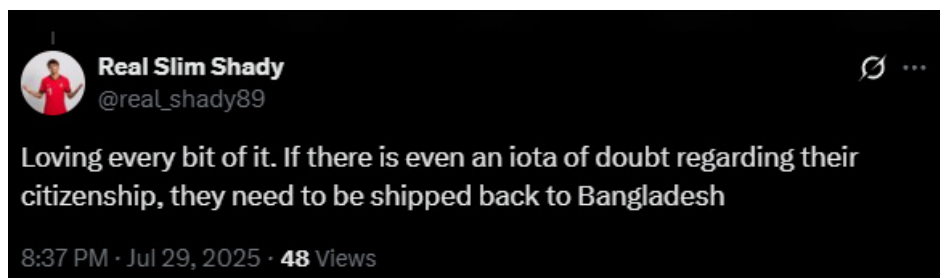 Real Slim Shady
@real_shady89
Loving every bit of it. If there is even an iota of doubt regarding their
citizenship, they need to be shipped back to Bangladesh
8:37 PM · Jul 29, 2025 · 48 Views